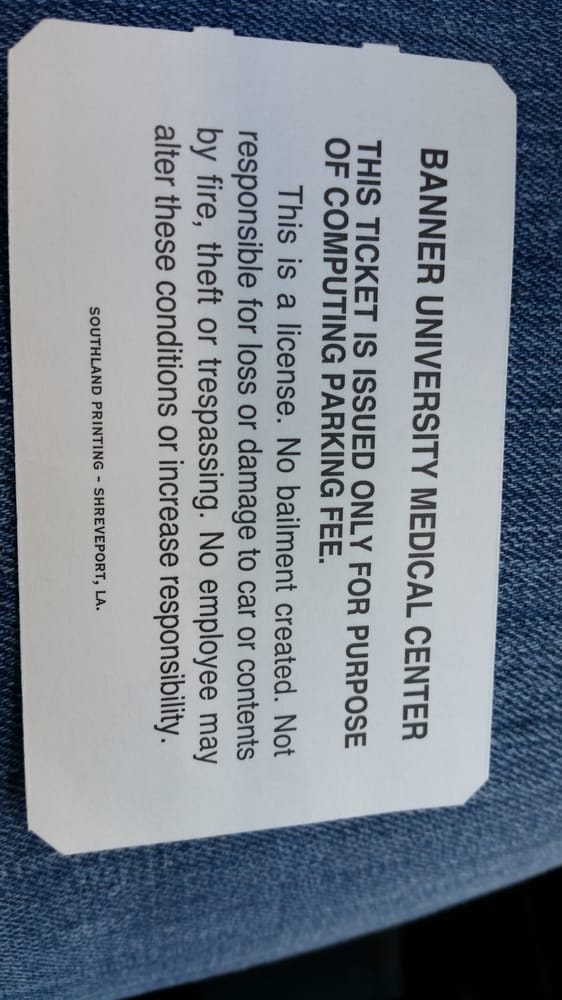 BANNER UNIVERSITY MEDICAL CENTER
THIS TICKET IS ISSUED ONLY FOR PURPOSE
OF COMPUTING PARKING FEE.
This is a license. No bailment created. Not
responsible for loss or damage to car or contents
by fire, theft or trespassing. No employee may
alter these conditions or increase responsibility.
SOUTHLAND PRINTING - SHREVEPORT, LA.